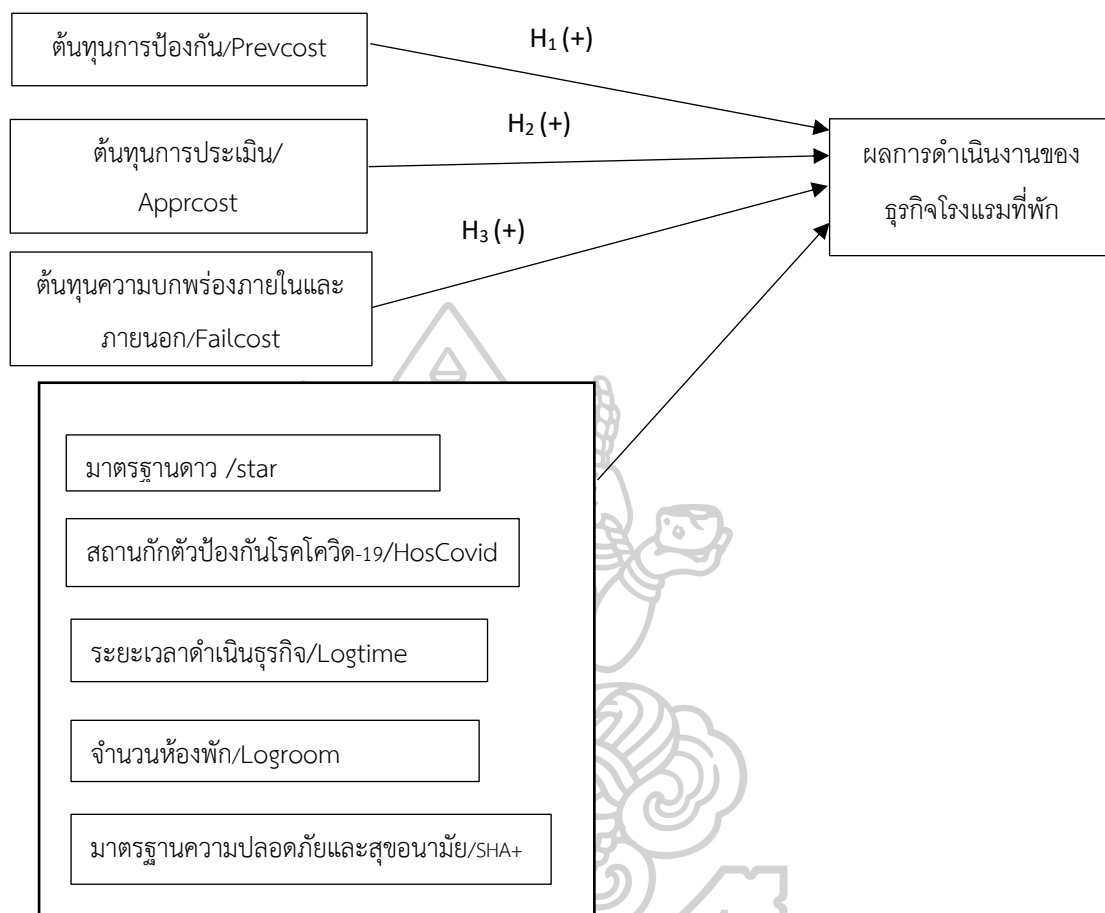 ต้นทุนการป้องกัน/Prevcost
H1 (+)
H2 (+)
ต้นทุนการประเมิน/
Apprcost
ผลการดำเนินงานของ
ธุรกิจโรงแรมที่พัก
H3 (+)
ต้นทุนความบกพร่องภายในและ
ภายนอก/Failcost
มาตรฐานดาว /star
สถานกักตัวป้องกันโรคโควิด-19/HosCovid
ระยะเวลาดำเนินธุรกิจ/Logtime
จำนวนห้องพัก/Logroom
มาตรฐานความปลอดภัยและสุขอนามัย/SHA+